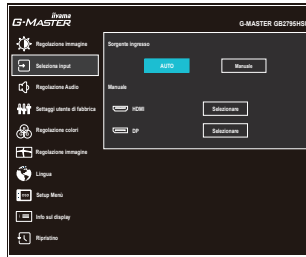 iiyama
G-MASTER
G-MASTER GB2795HSU
Regolazione immagine
Seleziona input
Regolazione Audio
Settaggi utente di fabbrica
Regolazione colori
Regolazione immagine
Lingua
Setup Menù
Info sul display
Ripristino
Sorgente ingresso
AUTO
Manuale
Manuale
HDMI
Selezionare
DP
Selezionare